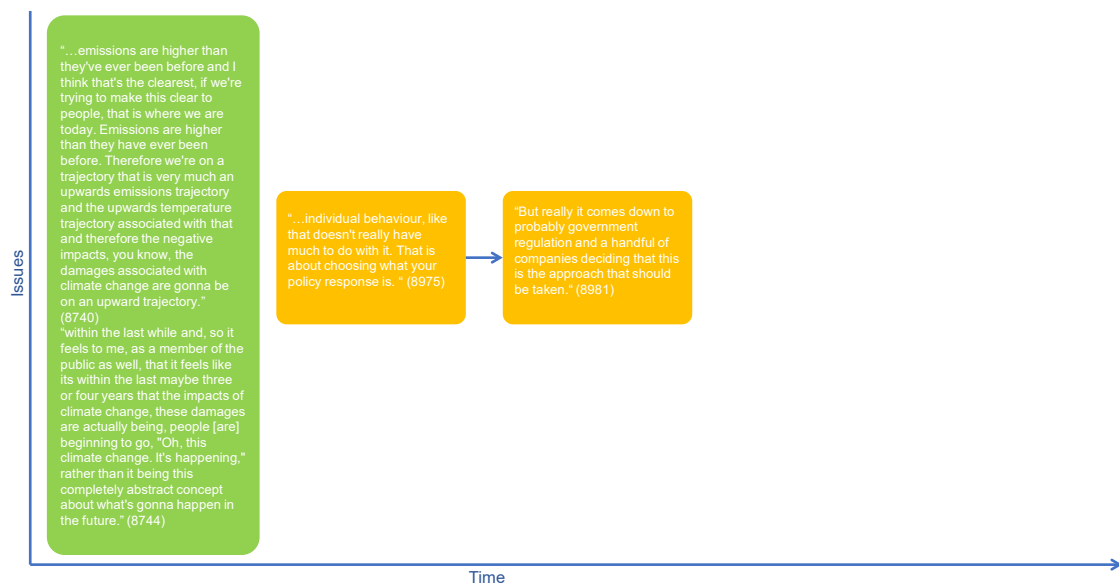 “…emissions are higher than
they've ever been before and I
think that's the clearest, if we're
trying to make this clear to
people, that is where we are
today. Emissions are higher
than they have ever been
before. Therefore we're on a
trajectory that is very much an
upwards emissions trajectory
and the upwards temperature
trajectory associated with that
and therefore the negative
impacts, you know, the
damages associated with
climate change are gonna be
on an upward trajectory.”
(8740)
“within the last while and, so it
feels to me, as a member of the
public as well, that it feels like
its within the last maybe three
or four years that the impacts of
climate change, these damages
are actually being, people [are]
beginning to go, "Oh, this
climate change. It's happening,"
rather than it being this
completely abstract concept
about what's gonna happen in
the future.” (8744)
“…individual behaviour, like
that doesn't really have
much to do with it. That is
about choosing what your
policy response is. “ (8975)
“But really it comes down to
probably government
regulation and a handful of
companies deciding that this
is the approach that should
be taken.“ (8981)
Issues
Time